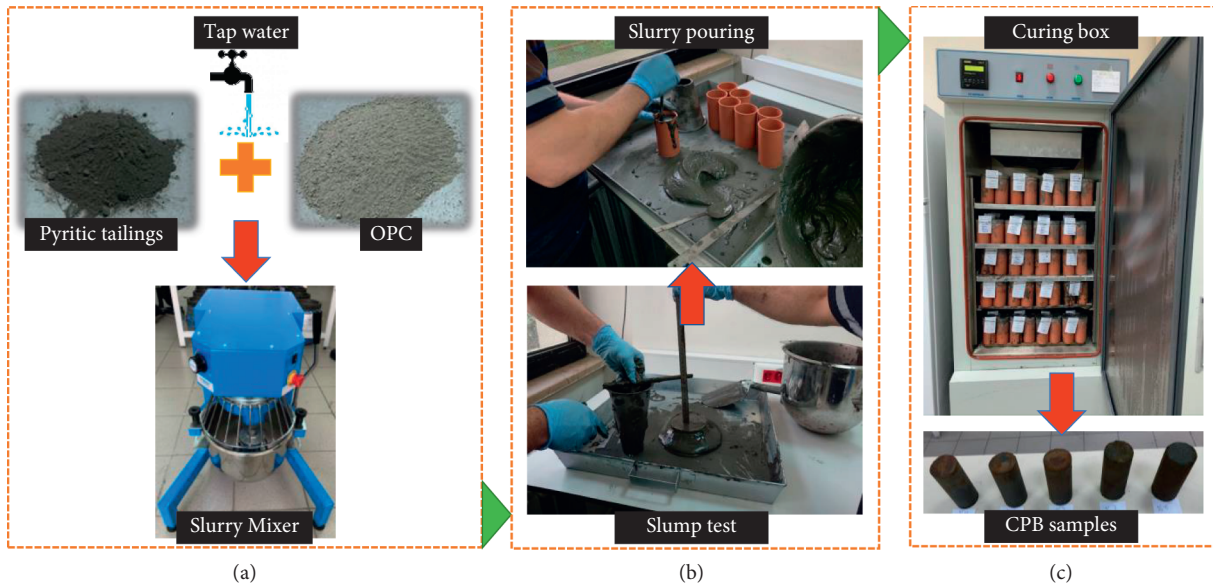 Tap water
Pyritic tailings
OPC
Slurry Mixer
(a)
Slurry pouring
Slump test
(b)
Curing box
CPB samples
(c)